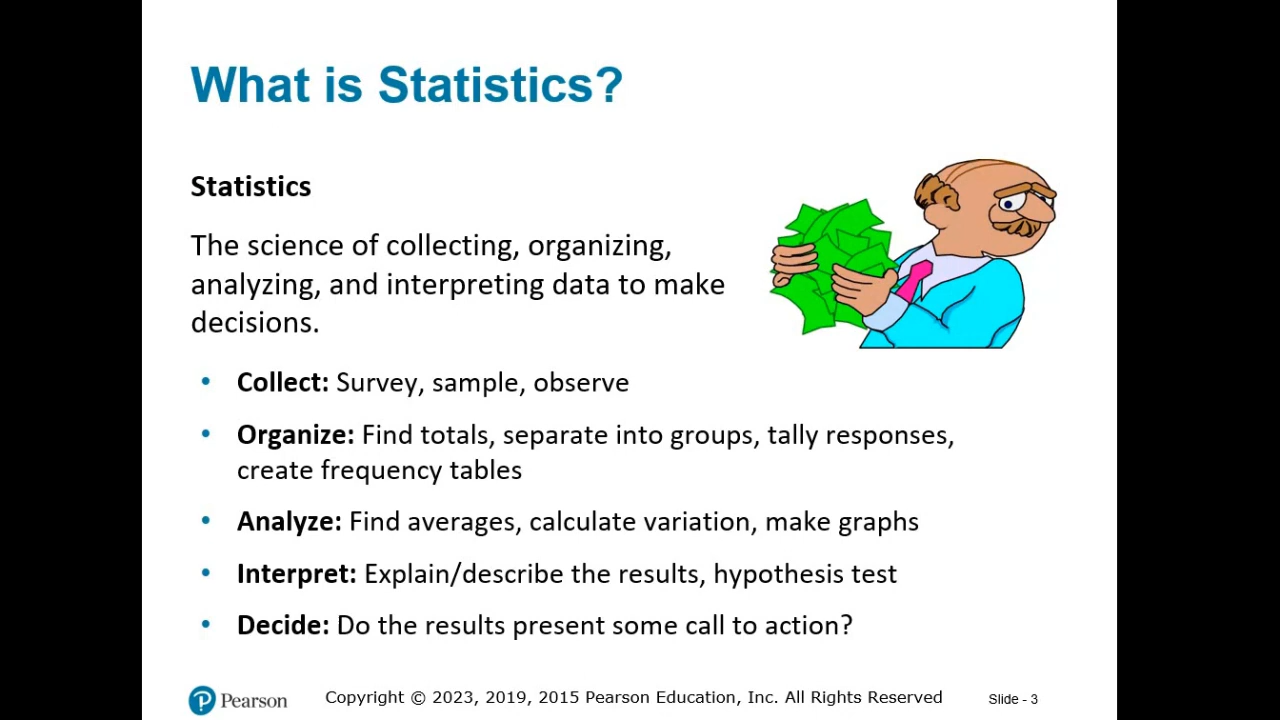 What is Statistics?
Statistics
The science of collecting, organizing,
analyzing, and interpreting data to make
decisions.
• Collect: Survey, sample, observe
• Organize: Find totals, separate into groups, tally responses,
create frequency tables
• Analyze: Find averages, calculate variation, make graphs
• Interpret: Explain/describe the results, hypothesis test
• Decide: Do the results present some call to action?
P Pearson Copyright © 2023, 2019, 2015 Pearson Education, Inc. All Rights Reserved Slide - 3